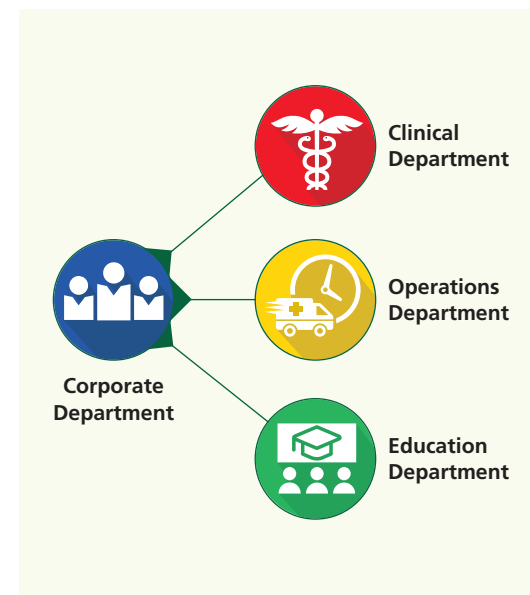 Clinical
Department
Operations
Department
Corporate
Department
Education
Department